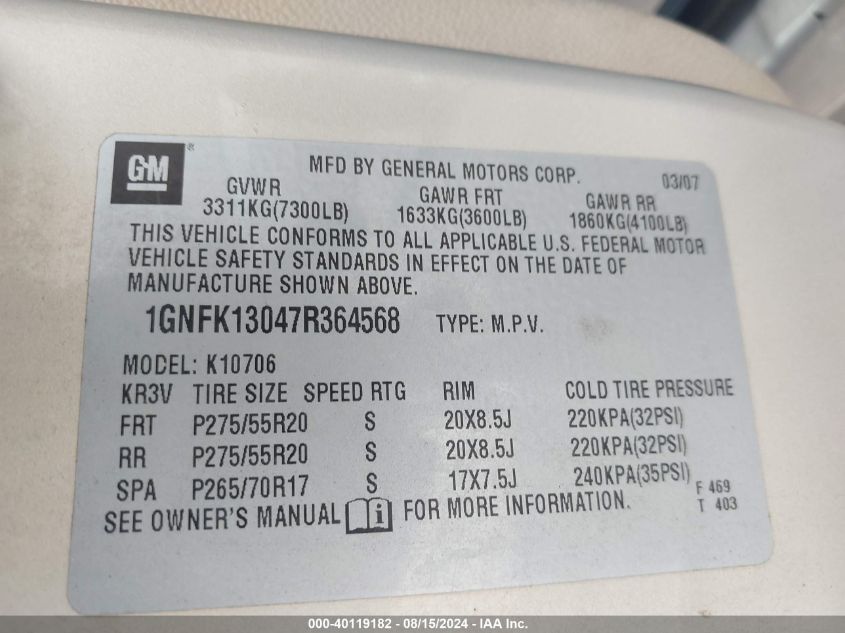 GM® MFD BY GENERAL MOTORS CORP. 03/07
GVWR GAWR FRT GAWR RR
3311KG(7300LB) 1633KG(3600LB) 1860KG(4100LB)
THIS VEHICLE CONFORMS TO ALL APPLICABLE U.S. FEDERAL MOTOR
VEHICLE SAFETY STANDARDS IN EFFECT ON THE DATE OF
MANUFACTURE SHOWN ABOVE.
1GNFK13047R364568 TYPE: M.P.V.
MODEL: K10706
KR3V TIRE SIZE SPEED RTG RIM COLD TIRE PRESSURE
FRT P275/55R20 S 20X8.5J 220KPA(32PSI)
RR P275/55R20 S 20X8.5J 220KPA(32PSI)
SPA P265/70R17 S 17X7.5J 240KPA(35PSI) F 469
SEE OWNER'S MANUAL i FOR MORE INFORMATION. T 403
000-40119182 - 08/15/2024 - IAA Inc.